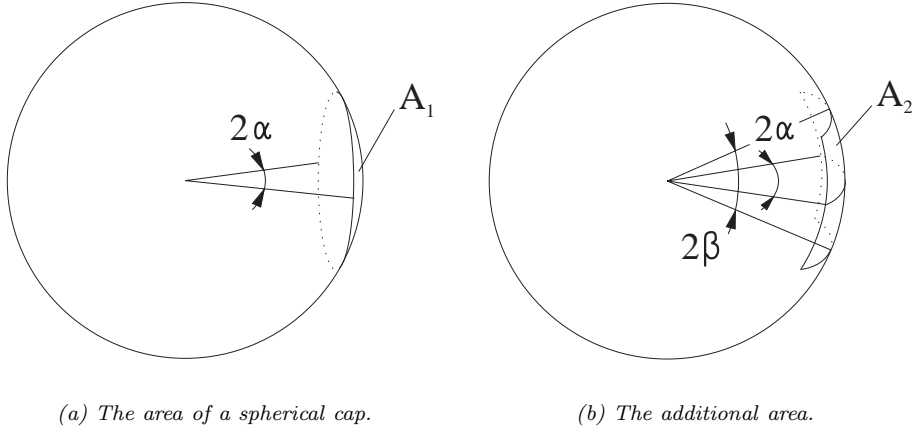 A₁
2α
(a) The area of a spherical cap.
A₂
2α
2β
(b) The additional area.